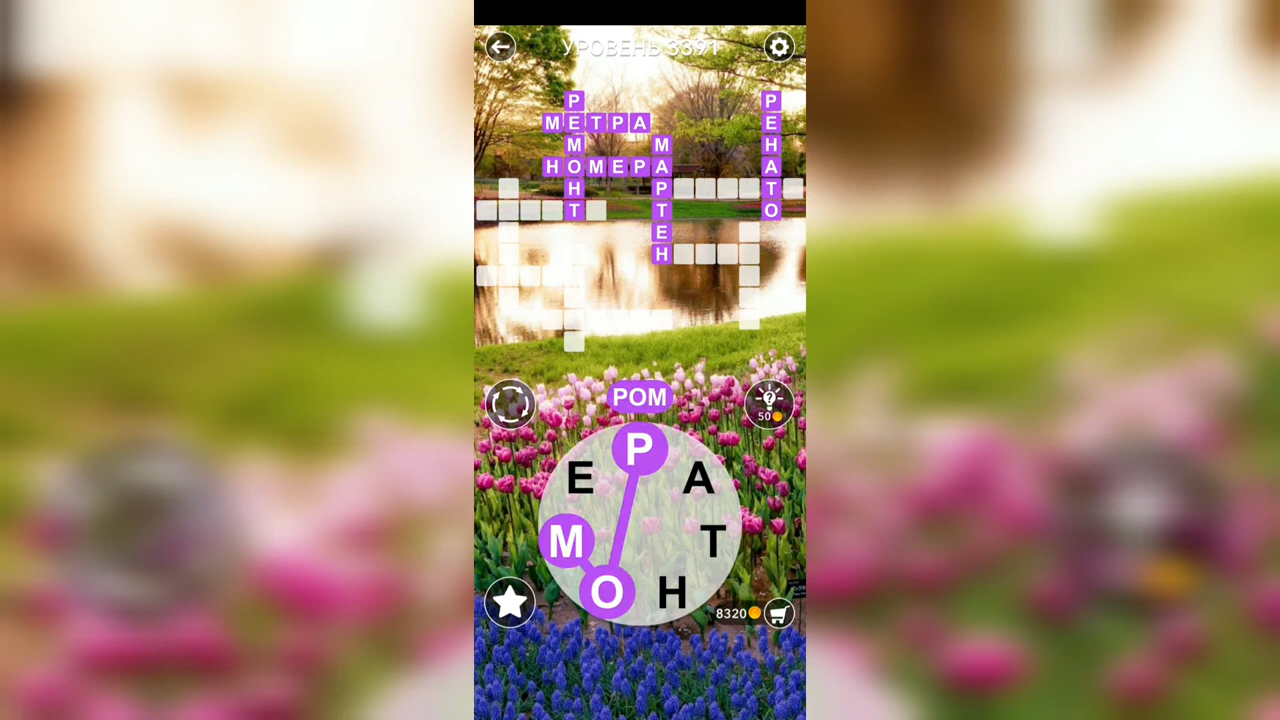 УРОВЕНЬ 3391
РЕМОНТ
РЕНАТО
МЕТРА
МАРТЕН
НОМЕРА
РОМ
50
Р
Е
А
М
Т
О
Н
8320